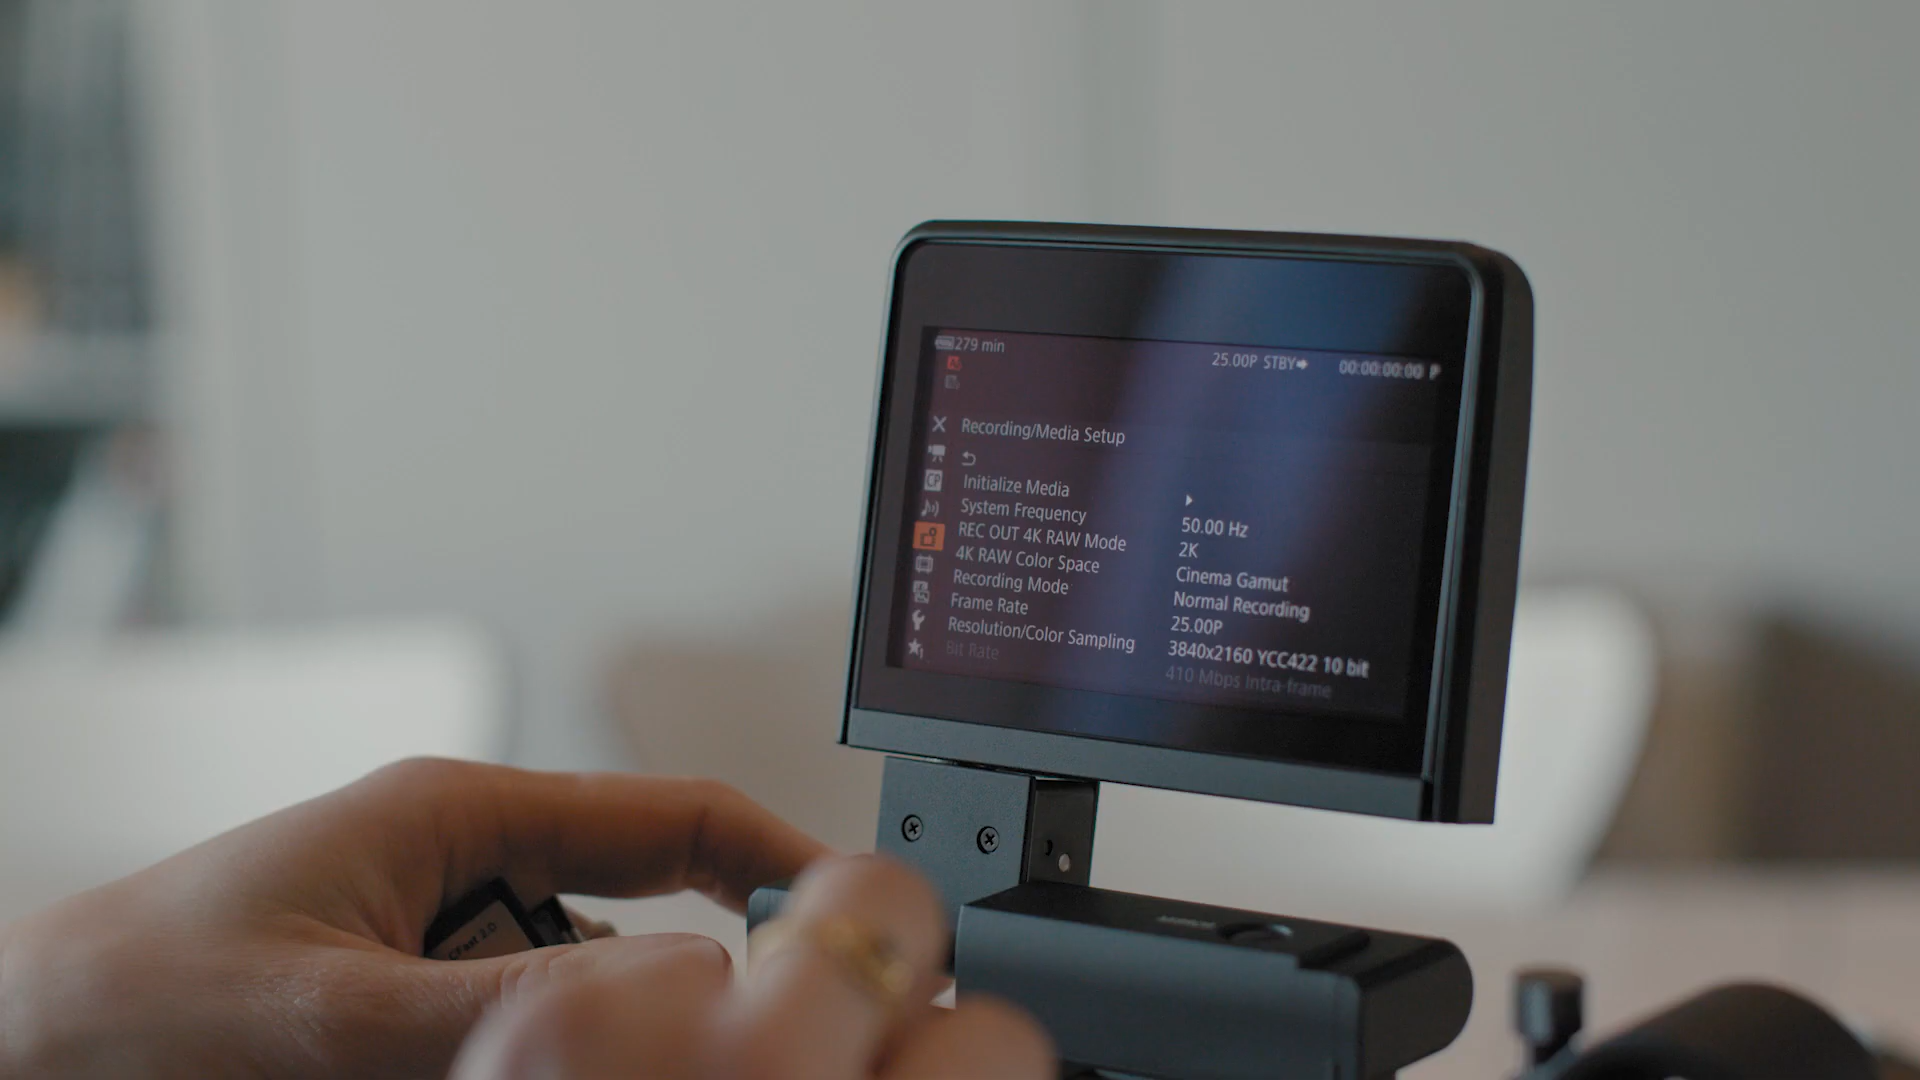 279 min
25.00P STBY 00:00:00:00 P
Recording/Media Setup
CP
Initialize Media
System Frequency 50.00 Hz
REC OUT 4K RAW Mode 2K
4K RAW Color Space Cinema Gamut
Recording Mode Normal Recording
Frame Rate 25.00P
Resolution/Color Sampling 3840x2160 YCC422 10 bit
Bit Rate 410 Mbps Intra-frame
CFast 2.0